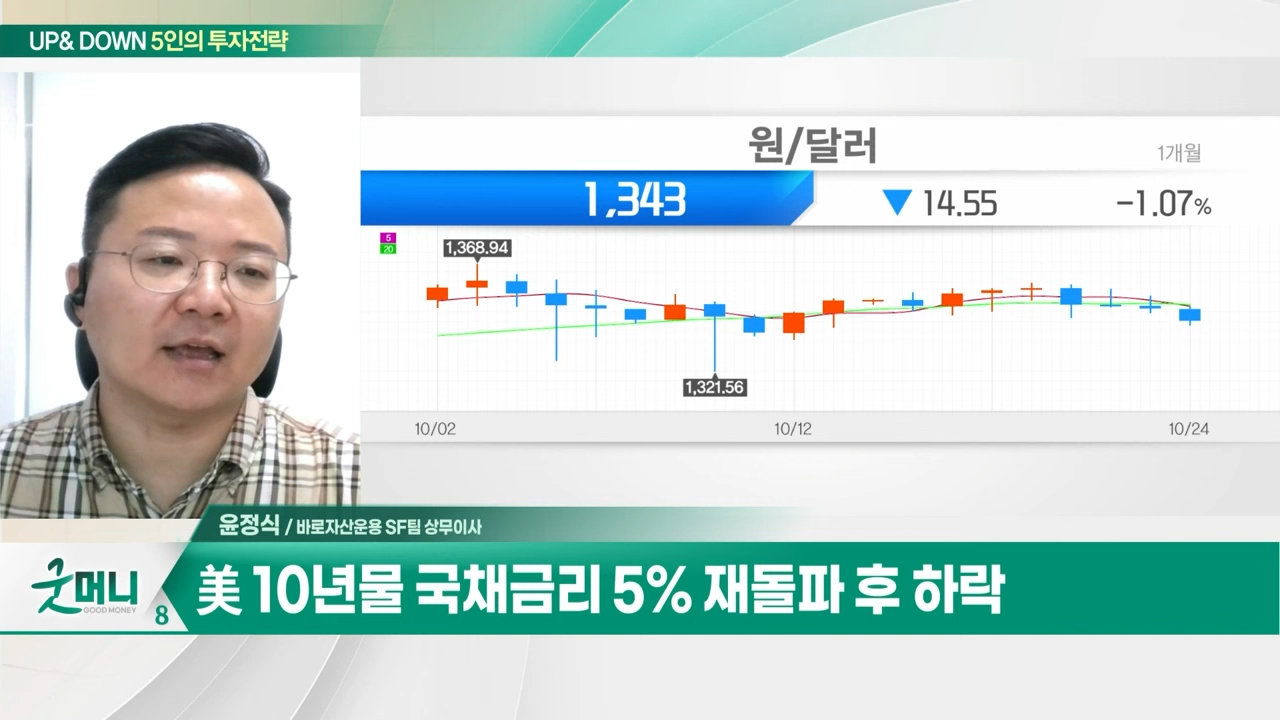 UP& DOWN 5인의 투자전략
원/달러
1개월
1,343 ▼ 14.55 -1.07%
5
20
1,368.94
1,321.56
10/02 10/12 10/24
윤정식 / 바로자산운용 SF팀 상무이사
굿머니
GOOD MONEY
8
美 10년물 국채금리 5% 재돌파 후 하락